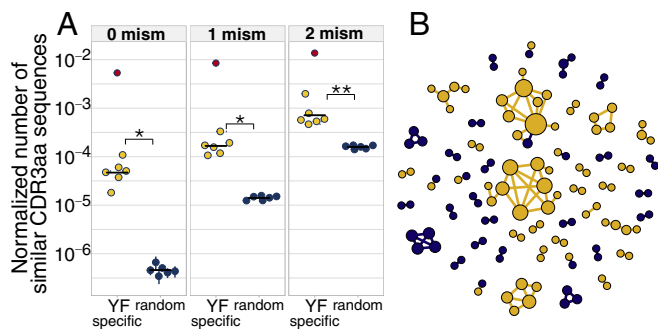 A
B
0 mism
1 mism
2 mism
Normalized number of
similar CDR3aa sequences
10−2
10−3
10−4
10−5
10−6
*
*
**
YF random
specific
YF random
specific
YF random
specific